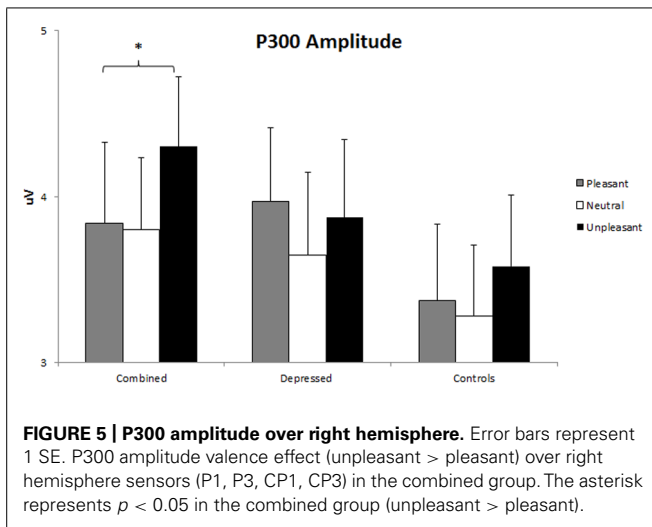 P300 Amplitude
5
*
4
3
uV
Pleasant
Neutral
Unpleasant
Combined
Depressed
Controls
FIGURE 5 | P300 amplitude over right hemisphere. Error bars represent
1 SE. P300 amplitude valence effect (unpleasant > pleasant) over right
hemisphere sensors (P1, P3, CP1, CP3) in the combined group. The asterisk
represents p < 0.05 in the combined group (unpleasant > pleasant).